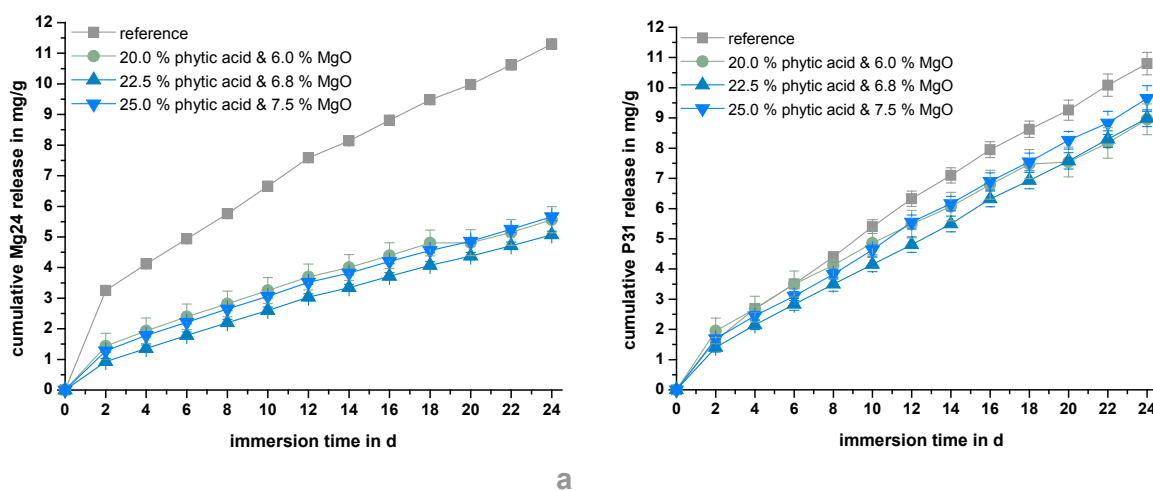 cumulative Mg24 release in mg/g
12
11
10
9
8
7
6
5
4
3
2
1
0
reference
20.0 % phytic acid & 6.0 % MgO
22.5 % phytic acid & 6.8 % MgO
25.0 % phytic acid & 7.5 % MgO
0 2 4 6 8 10 12 14 16 18 20 22 24
immersion time in d
cumulative P31 release in mg/g
12
11
10
9
8
7
6
5
4
3
2
1
0
reference
20.0 % phytic acid & 6.0 % MgO
22.5 % phytic acid & 6.8 % MgO
25.0 % phytic acid & 7.5 % MgO
0 2 4 6 8 10 12 14 16 18 20 22 24
immersion time in d
a